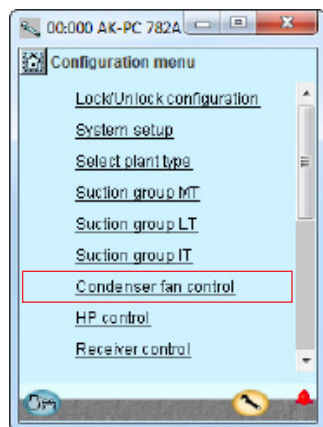 00:000 AK-PC 782A
Configuration menu
Lock/Unlock configuration
System setup
Select plant type
Suction group MT
Suction group LT
Suction group IT
Condenser fan control
HP control
Receiver control